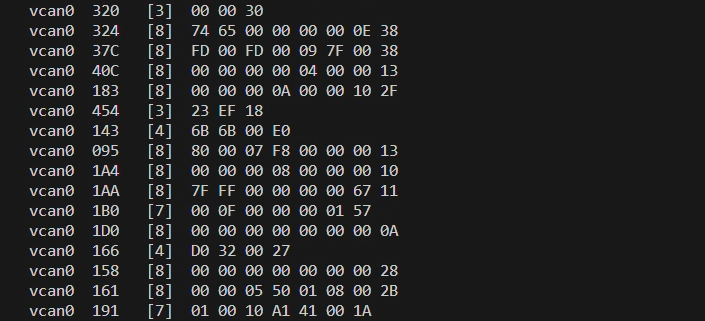 vcan0  320   [3]  00 00 30
vcan0  324   [8]  74 65 00 00 00 00 0E 38
vcan0  37C   [8]  FD 00 FD 00 09 7F 00 38
vcan0  40C   [8]  00 00 00 00 04 00 00 13
vcan0  183   [8]  00 00 00 0A 00 00 10 2F
vcan0  454   [3]  23 EF 18
vcan0  143   [4]  6B 6B 00 E0
vcan0  095   [8]  80 00 07 F8 00 00 00 13
vcan0  1A4   [8]  00 00 00 08 00 00 00 10
vcan0  1AA   [8]  7F FF 00 00 00 00 67 11
vcan0  1B0   [7]  00 0F 00 00 00 01 57
vcan0  1D0   [8]  00 00 00 00 00 00 00 0A
vcan0  166   [4]  D0 32 00 27
vcan0  158   [8]  00 00 00 00 00 00 00 28
vcan0  161   [8]  00 00 05 50 01 08 00 2B
vcan0  191   [7]  01 00 10 A1 41 00 1A